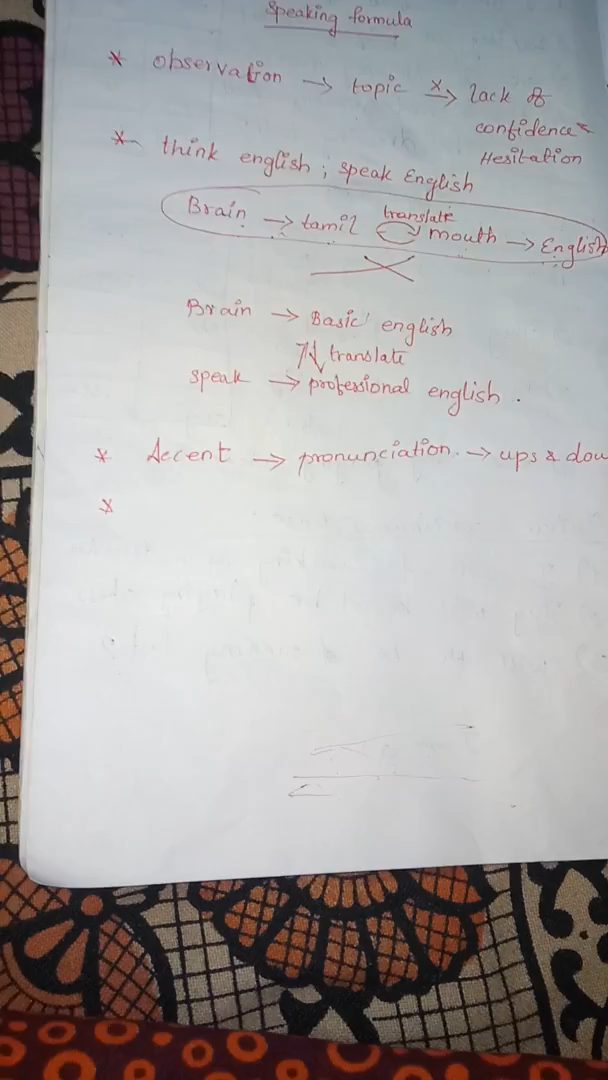 Speaking formula
* observation → topic x→ lack of
confidence &
Hesitation
* think english ; speak English
Brain → tamil translate mouth → English
Brain → Basic english
translate
speak → professional english .
* Accent → pronunciation. → ups & dow
*